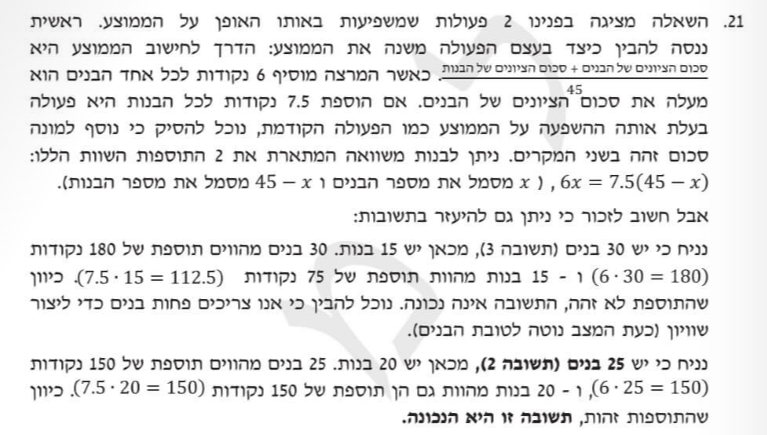 21. השאלה מציגה בפנינו 2 פעולות שמשפיעות באותו האופן על הממוצע. ראשית
ננסה להבין כיצד בעצם הפעולה משנה את הממוצע: הדרך לחישוב הממוצע היא
סכום הציונים של הבנים + סכום הציונים של הבנות / 45. כאשר המרצה מוסיף 6 נקודות לכל אחד הבנים הוא
מעלה את סכום הציונים של הבנים. אם הוספת 7.5 נקודות לכל הבנות היא פעולה
בעלת אותה ההשפעה על הממוצע כמו הפעולה הקודמת, נוכל להסיק כי נוסף למונה
סכום זהה בשני המקרים. ניתן לבנות משוואה המתארת את 2 התוספות השוות הללו:
6x = 7.5(45 − x) , ( x מסמל את מספר הבנים ו 45 − x מסמל את מספר הבנות).
אבל חשוב לזכור כי ניתן גם להיעזר בתשובות:
נניח כי יש 30 בנים (תשובה 3), מכאן יש 15 בנות. 30 בנים מהווים תוספת של 180 נקודות
(6 · 30 = 180) ו - 15 בנות מהוות תוספת של 75 נקודות (7.5 · 15 = 112.5). כיוון
שהתוספת לא זהה, התשובה אינה נכונה. נוכל להבין כי אנו צריכים פחות בנים כדי ליצור
שוויון (כעת המצב נוטה לטובת הבנים).
נניח כי יש 25 בנים (תשובה 2), מכאן יש 20 בנות. 25 בנים מהווים תוספת של 150 נקודות
(6 · 25 = 150), ו - 20 בנות מהוות גם הן תוספת של 150 נקודות (7.5 · 20 = 150). כיוון
שהתוספות זהות, תשובה זו היא הנכונה.